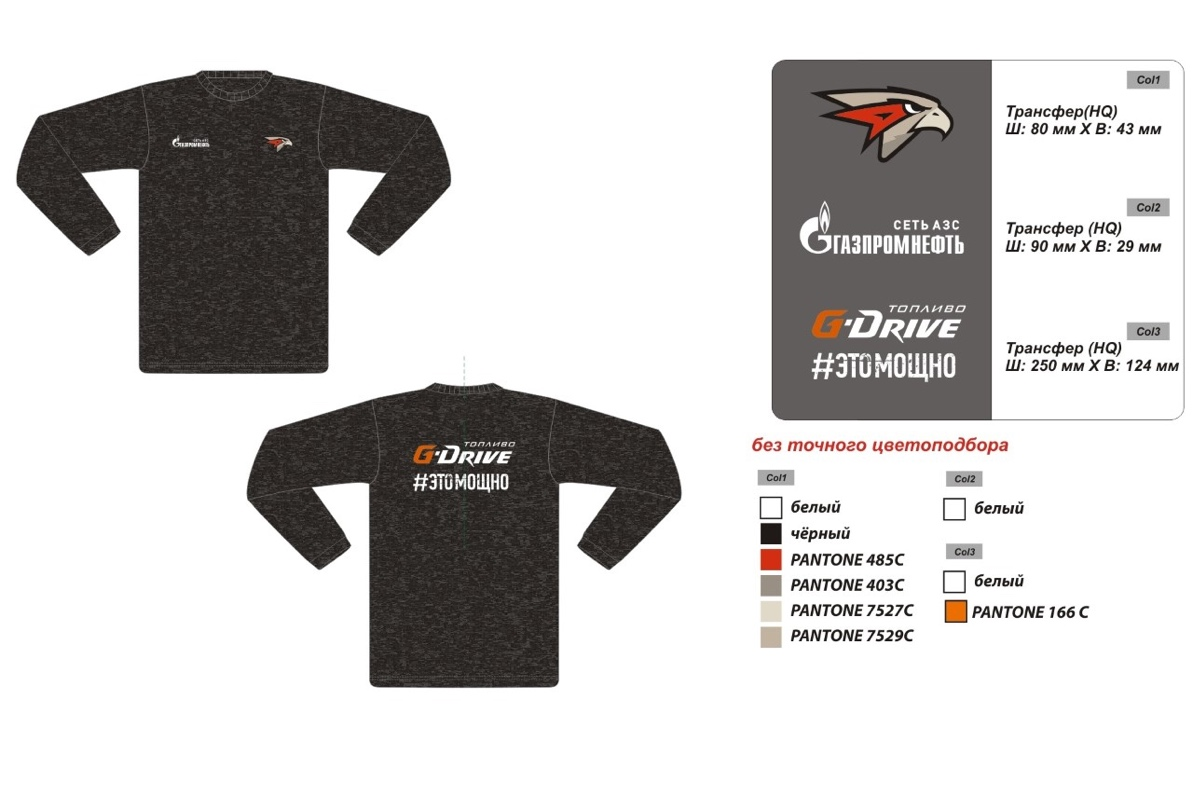 СЕТЬ АЗС
ГАЗПРОМНЕФТЬ
ТОПЛИВО
G-DRIVE
#ЭТОМОЩНО
Col1
Трансфер(HQ)
Ш: 80 мм X В: 43 мм
Col2
СЕТЬ АЗС
ГАЗПРОМНЕФТЬ
Трансфер (HQ)
Ш: 90 мм X В: 29 мм
Col3
ТОПЛИВО
G-DRIVE
#ЭТОМОЩНО
Трансфер (HQ)
Ш: 250 мм X В: 124 мм
без точного цветоподбора
Col1
белый
чёрный
PANTONE 485C
PANTONE 403C
PANTONE 7527C
PANTONE 7529C
Col2
белый
Col3
белый
PANTONE 166 C